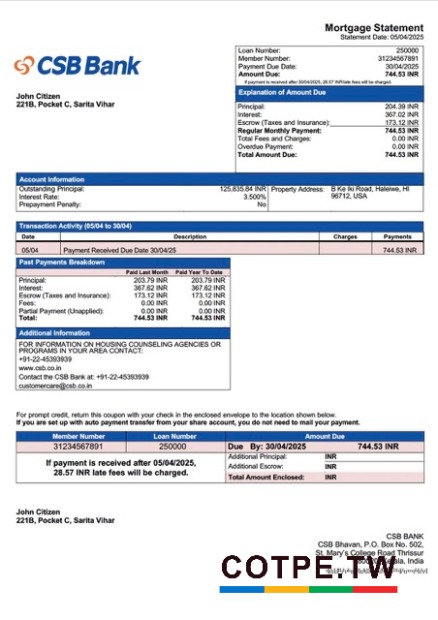 Mortgage Statement
Statement Date: 05/04/2025
CSB Bank
Loan Number: 250000
Member Number: 31234567891
Payment Due Date: 30/04/2025
Amount Due: 744.53 INR
If payment is received after 30/04/2025, 28.57 INR late fees will be charged.
John Citizen
221B, Pocket C, Sarita Vihar
Explanation of Amount Due
Principal: 204.39 INR
Interest: 367.02 INR
Escrow (Taxes and Insurance): 173.12 INR
Regular Monthly Payment: 744.53 INR
Total Fees and Charges: 0.00 INR
Overdue Payment: 0.00 INR
Total Amount Due: 744.53 INR
Account Information
Outstanding Principal: 125,835.84 INR
Interest Rate: 3.500%
Prepayment Penalty: No
Property Address: B Ke Iki Road, Haleiwe, HI
96712, USA
Transaction Activity (05/04 to 30/04)
Date Description Charges Payments
05/04 Payment Received Due Date 30/04/25 744.53 INR
Past Payments Breakdown
Paid Last Month Paid Year To Date
Principal: 203.79 INR 203.79 INR
Interest: 367.62 INR 367.62 INR
Escrow (Taxes and Insurance): 173.12 INR 173.12 INR
Fees: 0.00 INR 0.00 INR
Partial Payment (Unapplied): 0.00 INR 0.00 INR
Total: 744.53 INR 744.53 INR
Additional Information
FOR INFORMATION ON HOUSING COUNSELING AGENCIES OR
PROGRAMS IN YOUR AREA CONTACT:
+91-22-45393939
www.csb.co.in
Contact the CSB Bank at: +91-22-45393939
customercare@csb.co.in
For prompt credit, return this coupon with your check in the enclosed envelope to the location shown below.
If you are set up with auto payment transfer from your share account, you do not need to mail your payment.
Member Number Loan Number Amount Due
31234567891 250000 Due By: 30/04/2025 744.53 INR
If payment is received after 05/04/2025,
28.57 INR late fees will be charged.
Additional Principal: INR
Additional Escrow: INR
Total Amount Enclosed: INR
John Citizen
221B, Pocket C, Sarita Vihar
CSB BANK
CSB Bhavan, P.O. Box No. 502,
St. Mary's College Road Thrissur
India
COTPE.TW